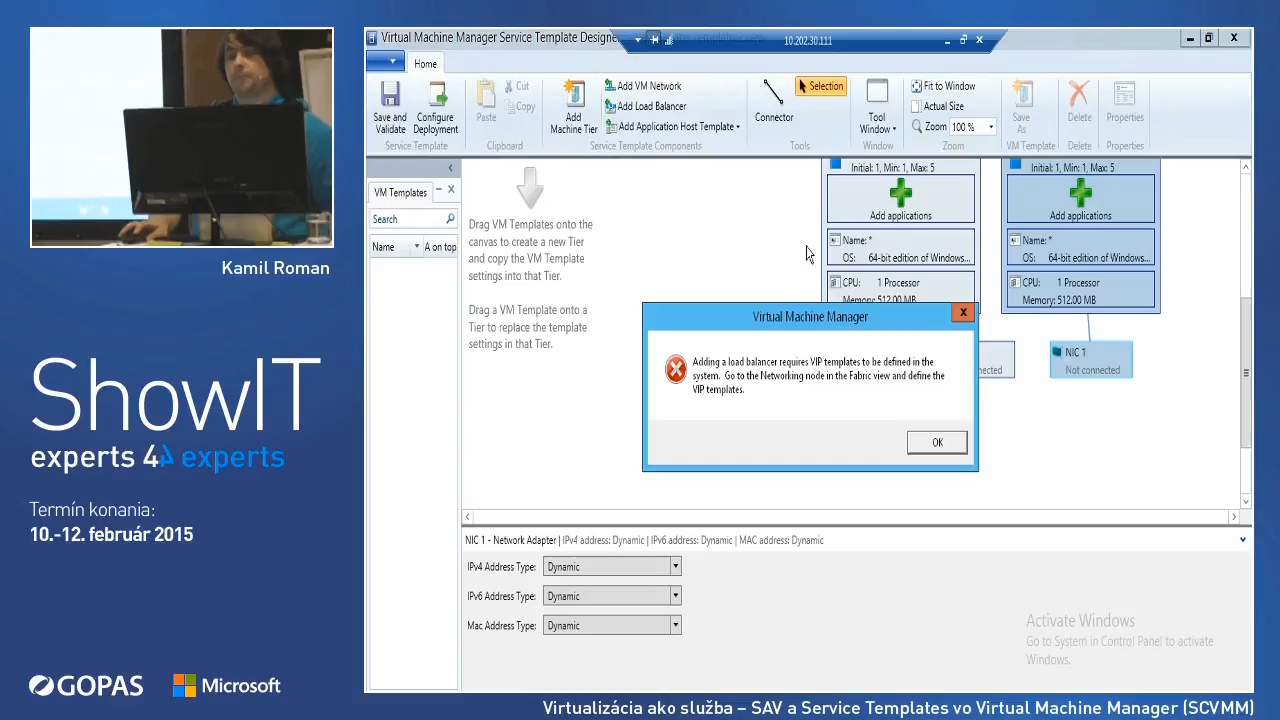 Kamil Roman
ShowIT
experts 4 experts
Termín konania:
10.-12. február 2015
GOPAS
Microsoft
Virtual Machine Manager Service Template Designer
10.202.30.111
Home
Save and Validate
Configure Deployment
Service Template
Paste
Cut
Copy
Clipboard
Add Machine Tier
Add VM Network
Add Load Balancer
Add Application Host Template
Service Template Components
Connector
Selection
Tools
Tool Window
Window
Fit to Window
Actual Size
Zoom 100 %
Zoom
Save As
VM Template
Delete
Delete
Properties
Properties
VM Templates
Search
Name
A on top
Drag VM Templates onto the
canvas to create a new Tier
and copy the VM Template
settings into that Tier.
Drag a VM Template onto a
Tier to replace the template
settings in that Tier.
Initial: 1, Min: 1, Max: 5
Add applications
Name: *
OS: 64-bit edition of Windows...
CPU: 1 Processor
Memory: 512.00 MB
Initial: 1, Min: 1, Max: 5
Add applications
Name: *
OS: 64-bit edition of Windows...
CPU: 1 Processor
Memory: 512.00 MB
nected
NIC 1
Not connected
Virtual Machine Manager
Adding a load balancer requires VIP templates to be defined in the
system. Go to the Networking node in the Fabric view and define the
VIP templates.
OK
NIC 1 - Network Adapter | IPv4 address: Dynamic | IPv6 address: Dynamic | MAC address: Dynamic
IPv4 Address Type: Dynamic
IPv6 Address Type: Dynamic
Mac Address Type: Dynamic
Activate Windows
Go to System in Control Panel to activate
Windows.
Virtualizácia ako služba – SAV a Service Templates vo Virtual Machine Manager (SCVMM)